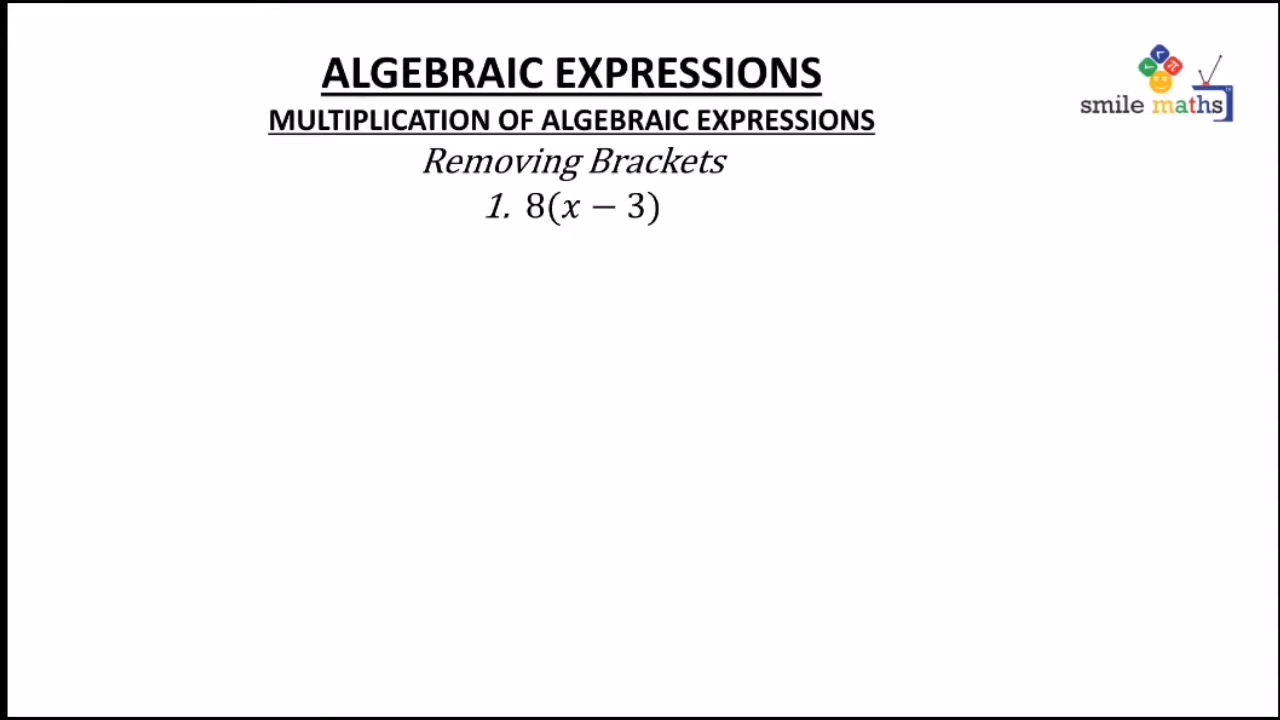 ALGEBRAIC EXPRESSIONS
MULTIPLICATION OF ALGEBRAIC EXPRESSIONS
Removing Brackets
1. 8(x − 3)
smile maths